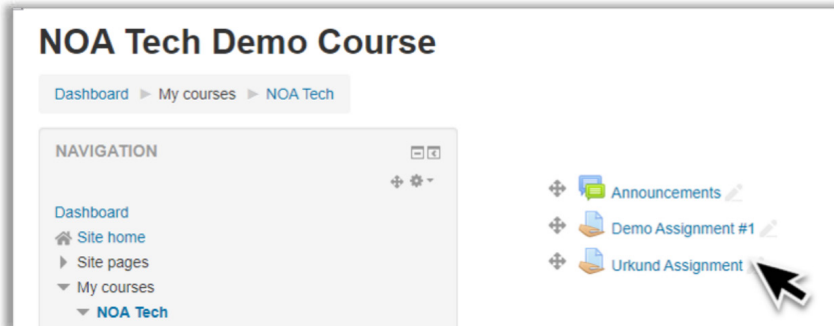 NOA Tech Demo Course
Dashboard My courses NOA Tech
NAVIGATION
Dashboard
Site home
Site pages
My courses
NOA Tech
Announcements
Demo Assignment #1
Urkund Assignment